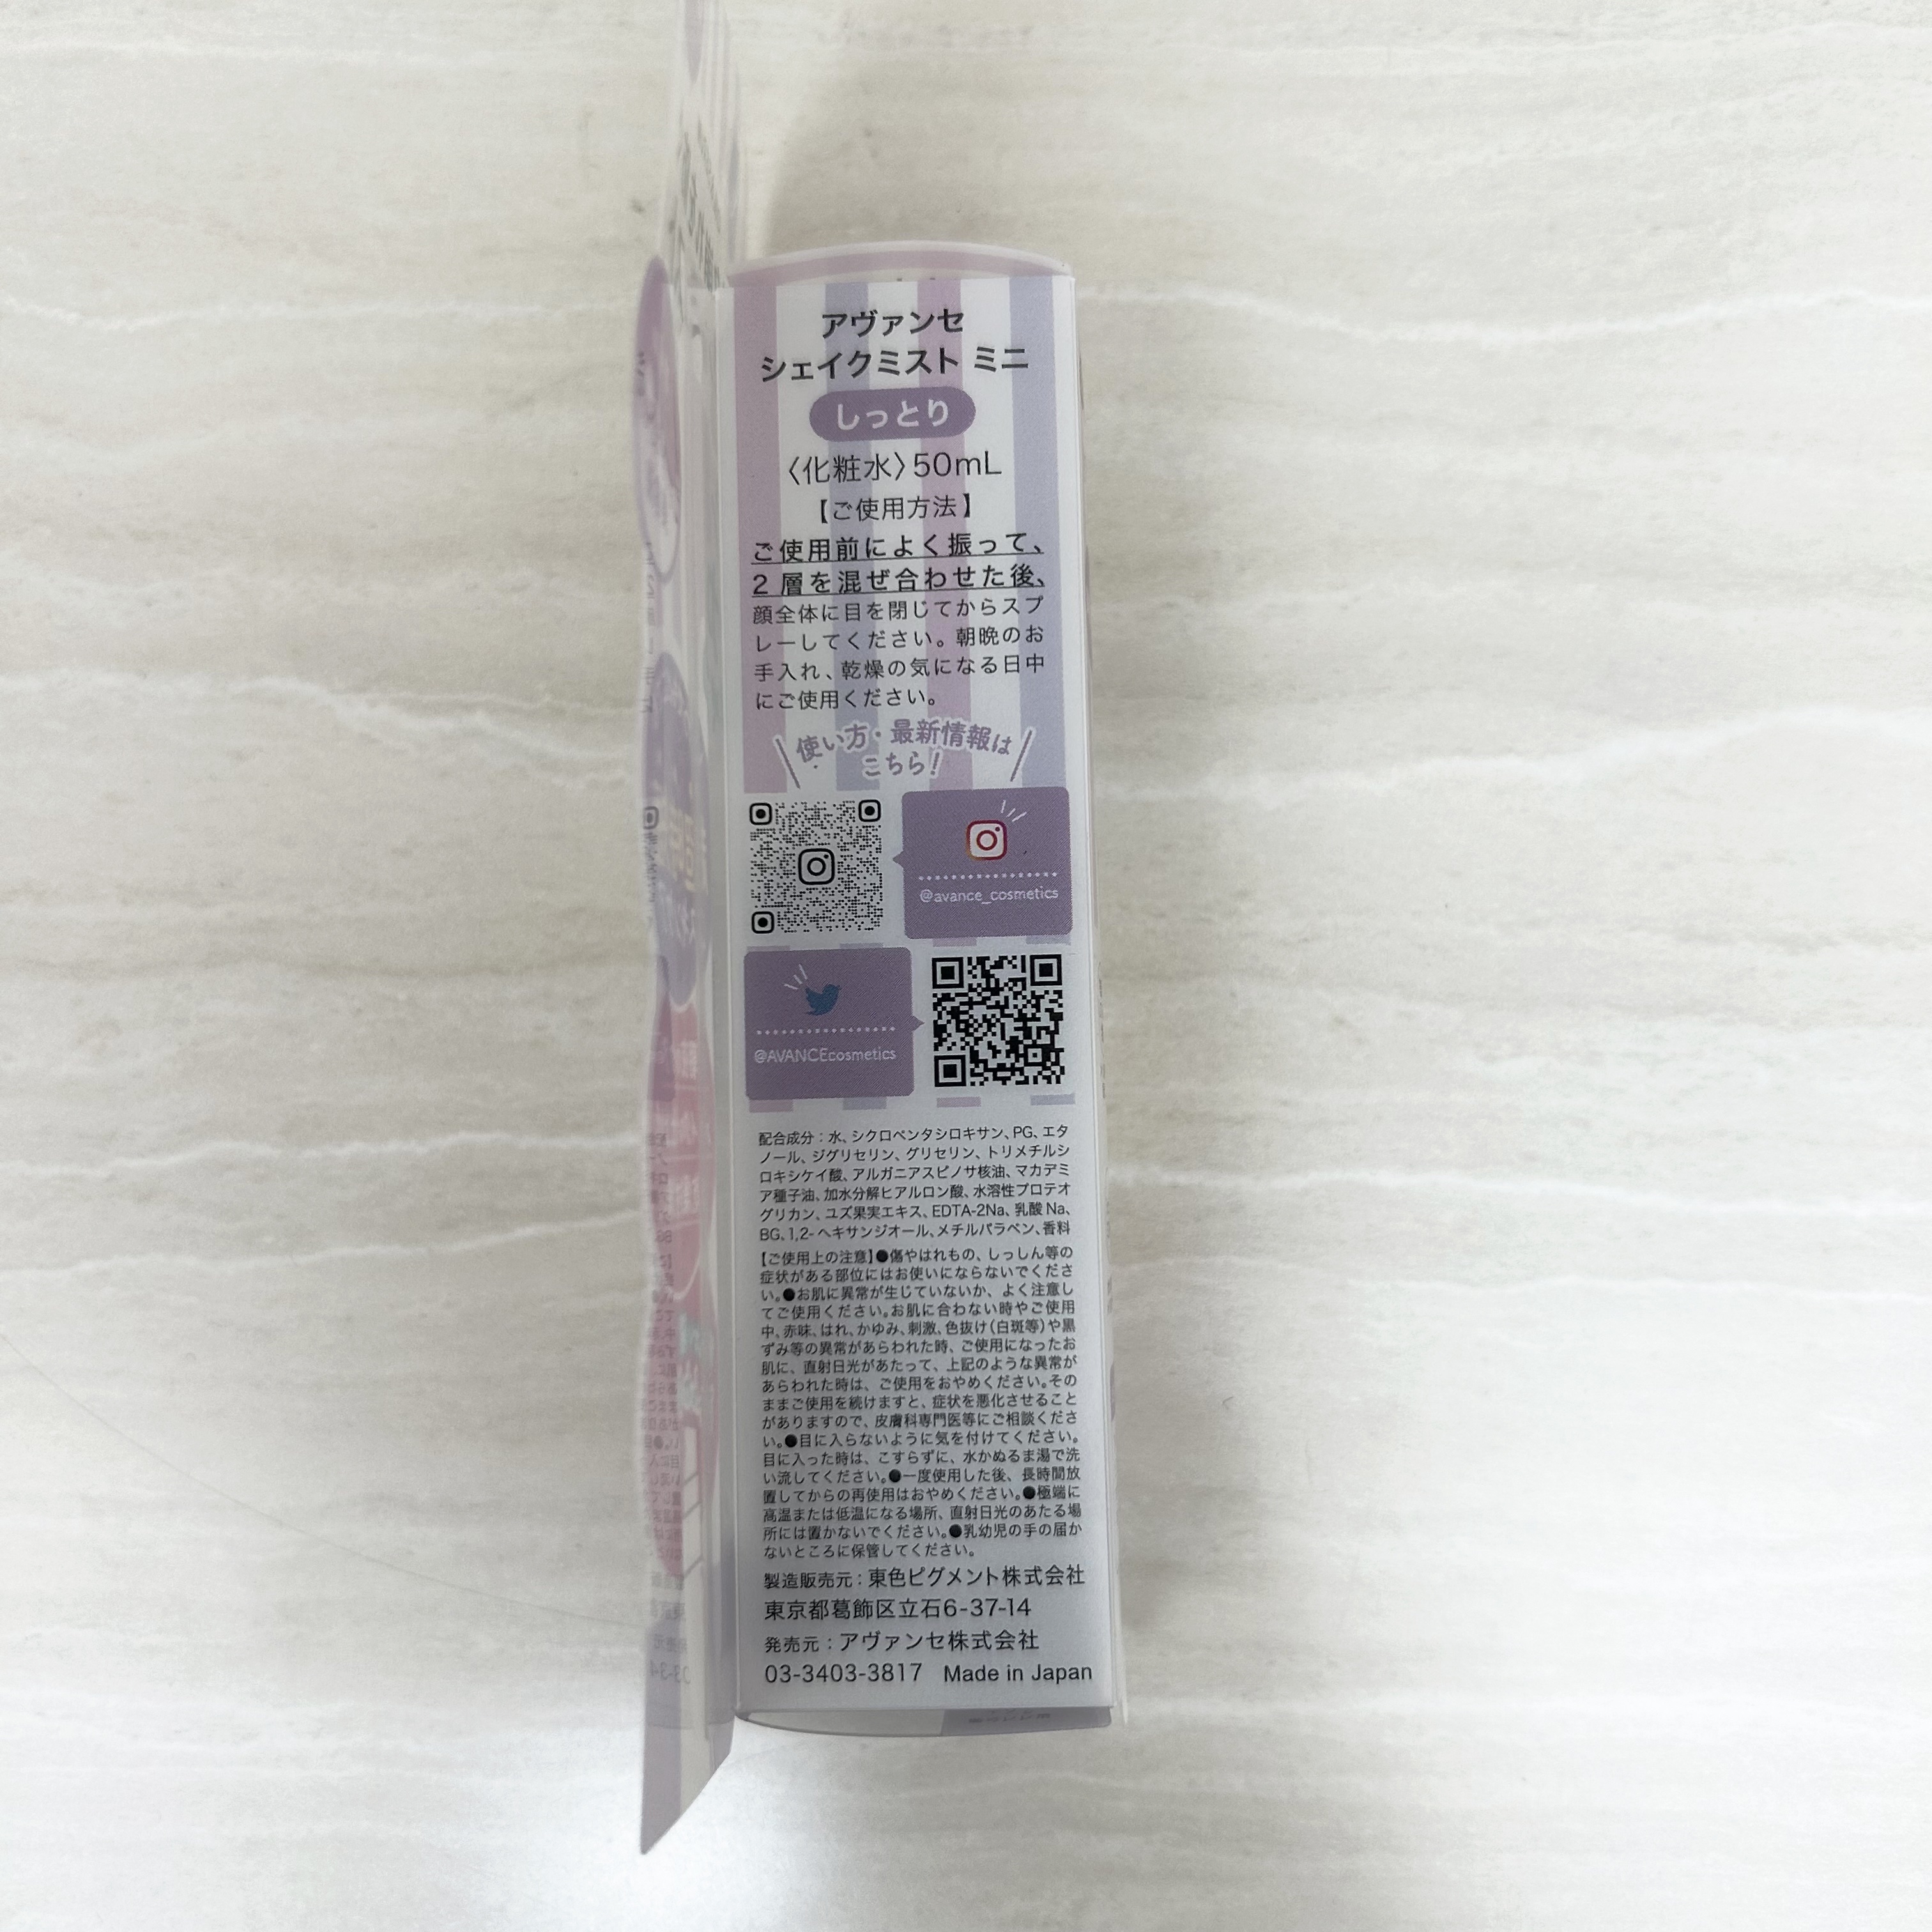 アヴァンセ
シェイクミスト ミニ
しっとり
〈化粧水〉50mL
【ご使用方法】
ご使用前によく振って、
2 層を混ぜ合わせた後、
顔全体に目を閉じてからスプ
レーしてください。朝晩のお
手入れ、乾燥の気になる日中
にご使用ください。
使い方・最新情報は
こちら!
@avance_cosmetics
@AVANCEcosmetics
配合成分：水、シクロペンタシロキサン、PG、エタ
ノール、ジグリセリン、グリセリン、トリメチルシ
ロキシケイ酸、アルガニアスピノサ核油、マカデミ
ア種子油、加水分解ヒアルロン酸、水溶性プロテオ
グリカン、ユズ果実エキス、EDTA-2Na、乳酸 Na、
BG、1,2- ヘキサンジオール、メチルパラベン、香料
【ご使用上の注意】●傷やはれもの、しっしん等の
症状がある部位にはお使いにならないでくださ
い。●お肌に異常が生じていないか、よく注意し
てご使用ください。お肌に合わない時やご使用
中、赤味、はれ、かゆみ、刺激、色抜け(白斑等)や黒
ずみ等の異常があらわれた時、ご使用になったお
肌に、直射日光があたって、上記のような異常が
あらわれた時は、ご使用をおやめください。その
ままご使用を続けますと、症状を悪化させること
がありますので、皮膚科専門医等にご相談くださ
い。●目に入らないように気を付けてください。
目に入った時は、こすらずに、水かぬるま湯で洗
い流してください。●一度使用した後、長時間放
置してからの再使用はおやめください。●極端に
高温または低温になる場所、直射日光のあたる場
所には置かないでください。●乳幼児の手の届か
ないところに保管してください。
製造販売元：東色ピグメント株式会社
東京都葛飾区立石6-37-14
発売元：アヴァンセ株式会社
03-3403-3817 Made in Japan